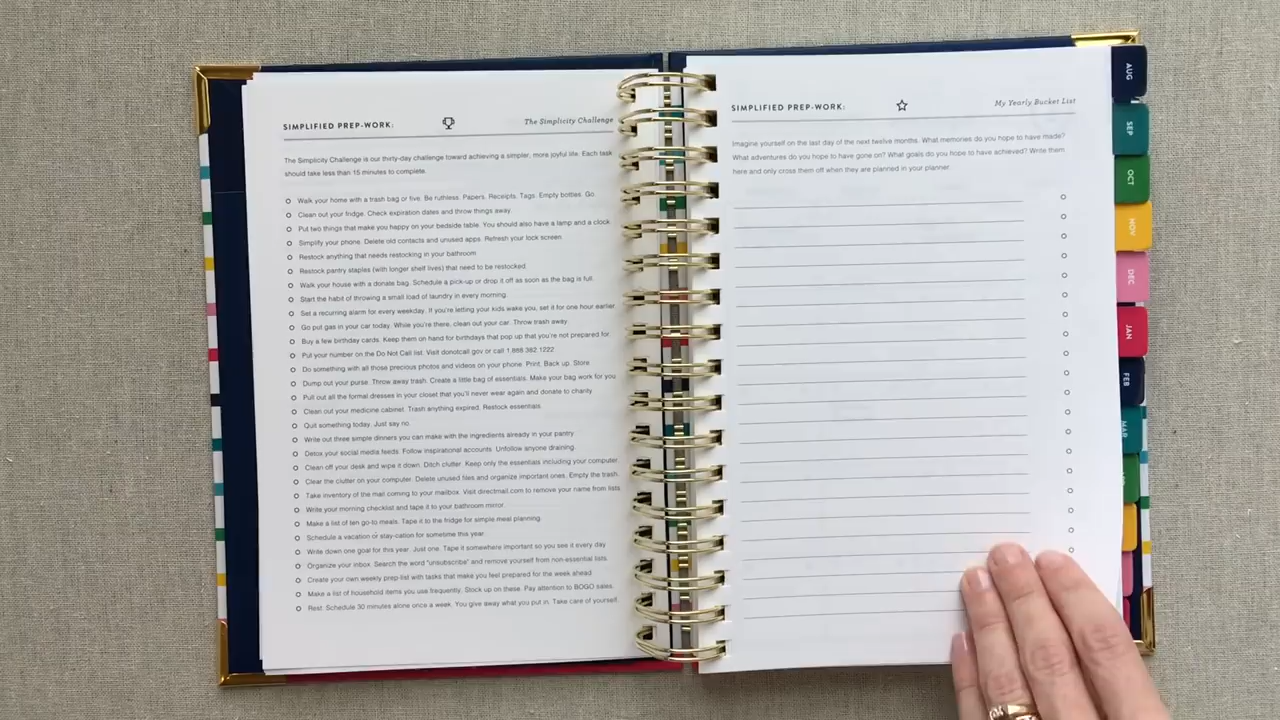 SIMPLIFIED PREP-WORK:
The Simplicity Challenge
The Simplicity Challenge is our thirty-day challenge toward achieving a simpler, more joyful life. Each task
should take less than 15 minutes to complete.
Walk your home with a trash bag or five. Be ruthless. Papers. Receipts. Tags. Empty bottles. Go.
Clean out your fridge. Check expiration dates and throw things away.
Put two things that make you happy on your bedside table. You should also have a lamp and a clock
Simplify your phone. Delete old contacts and unused apps. Refresh your lock screen.
Restock anything that needs restocking in your bathroom
Restock pantry staples (with longer shelf lives) that need to be restocked.
Walk your house with a donate bag. Schedule a pick-up or drop it off as soon as the bag is full.
Start the habit of throwing a small load of laundry in every morning.
Set a recurring alarm for every weekday. If you're letting your kids wake you, set it for one hour earlier.
Go put gas in your car today. While you're there, clean out your car. Throw trash away.
Buy a few birthday cards. Keep them on hand for birthdays that pop up that you're not prepared for.
Put your number on the Do Not Call list. Visit donotcall.gov or call 1.888.382.1222
Do something with all those precious photos and videos on your phone. Print. Back up. Store.
Dump out your purse. Throw away trash. Create a little bag of essentials. Make your bag work for you
Pull out all the formal dresses in your closet that you'll never wear again and donate to charity.
Clean out your medicine cabinet. Trash anything expired. Restock essentials.
Quit something today. Just say no.
Write out three simple dinners you can make with the ingredients already in your pantry
Detox your social media feeds. Follow inspirational accounts. Unfollow anyone draining.
Clean off your desk and wipe it down. Ditch clutter. Keep only the essentials including your computer.
Clear the clutter on your computer. Delete unused files and organize important ones. Empty the trash.
Take inventory of the mail coming to your mailbox. Visit directmail.com to remove your name from lists.
Write your morning checklist and tape it to your bathroom mirror.
Make a list of ten go-to meals. Tape it to the fridge for simple meal planning.
Schedule a vacation or stay-cation for sometime this year
Write down one goal for this year. Just one. Tape it somewhere important so you see it every day
Organize your inbox. Search the word "unsubscribe" and remove yourself from non-essential lists.
Create your own weekly prep-list with tasks that make you feel prepared for the week ahead
Make a list of household items you use frequently. Stock up on these. Pay attention to BOGO sales.
Rest. Schedule 30 minutes alone once a week. You give away what you put in. Take care of yourself.
SIMPLIFIED PREP-WORK:
My Yearly Bucket List
Imagine yourself on the last day of the next twelve months. What memories do you hope to have made?
What adventures do you hope to have gone on? What goals do you hope to have achieved? Write them
here and only cross them off when they are planned in your planner.
AUG
SEP
OCT
NOV
DEC
JAN
FEB
MAR